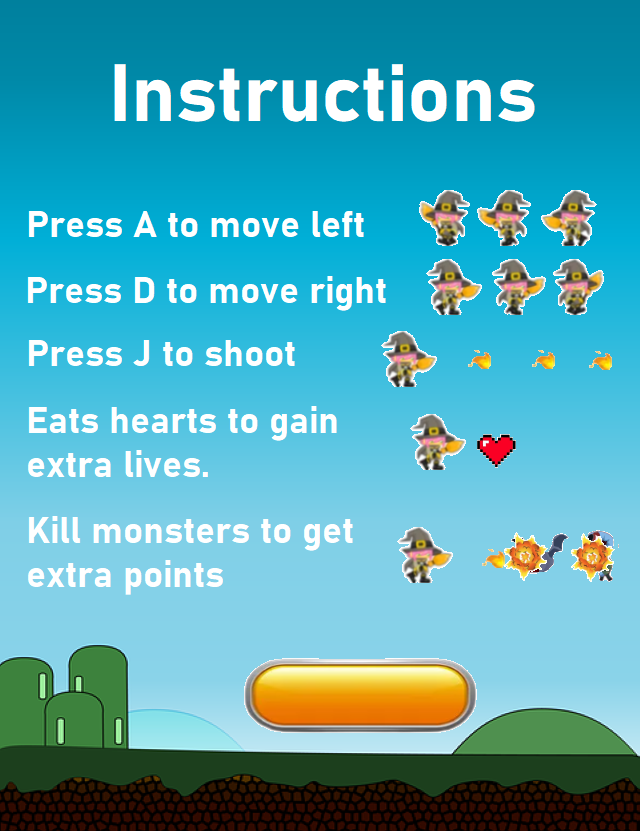 Instructions
Press A to move left
Press D to move right
Press J to shoot
Eats hearts to gain
extra lives.
Kill monsters to get
extra points